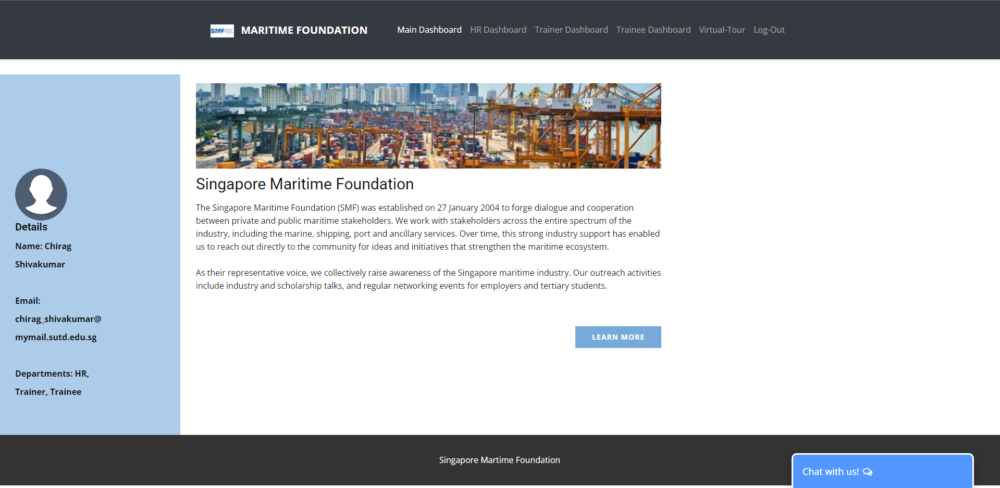 SMF
MARITIME FOUNDATION
Main Dashboard HR Dashboard Trainer Dashboard Trainee Dashboard Virtual-Tour Log-Out
PSA
Details
Name: Chirag
Shivakumar
Email:
chirag_shivakumar@
mymail.sutd.edu.sg
Departments: HR,
Trainer, Trainee
Singapore Maritime Foundation
The Singapore Maritime Foundation (SMF) was established on 27 January 2004 to forge dialogue and cooperation
between private and public maritime stakeholders. We work with stakeholders across the entire spectrum of the
industry, including the marine, shipping, port and ancillary services. Over time, this strong industry support has enabled
us to reach out directly to the community for ideas and initiatives that strengthen the maritime ecosystem.
As their representative voice, we collectively raise awareness of the Singapore maritime industry. Our outreach activities
include industry and scholarship talks, and regular networking events for employers and tertiary students.
LEARN MORE
Singapore Martime Foundation
Chat with us!